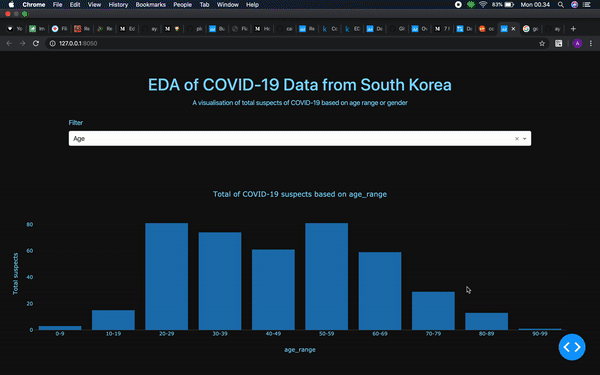 Chrome File Edit View History Bookmarks People Tab Window Help 83% Mon 00.34
127.0.0.1:8050
EDA of COVID-19 Data from South Korea
A visualisation of total suspects of COVID-19 based on age range or gender
Filter
Age
Total of COVID-19 suspects based on age_range
Total suspects
80
60
40
20
0
0-9 10-19 20-29 30-39 40-49 50-59 60-69 70-79 80-89 90-99
age_range